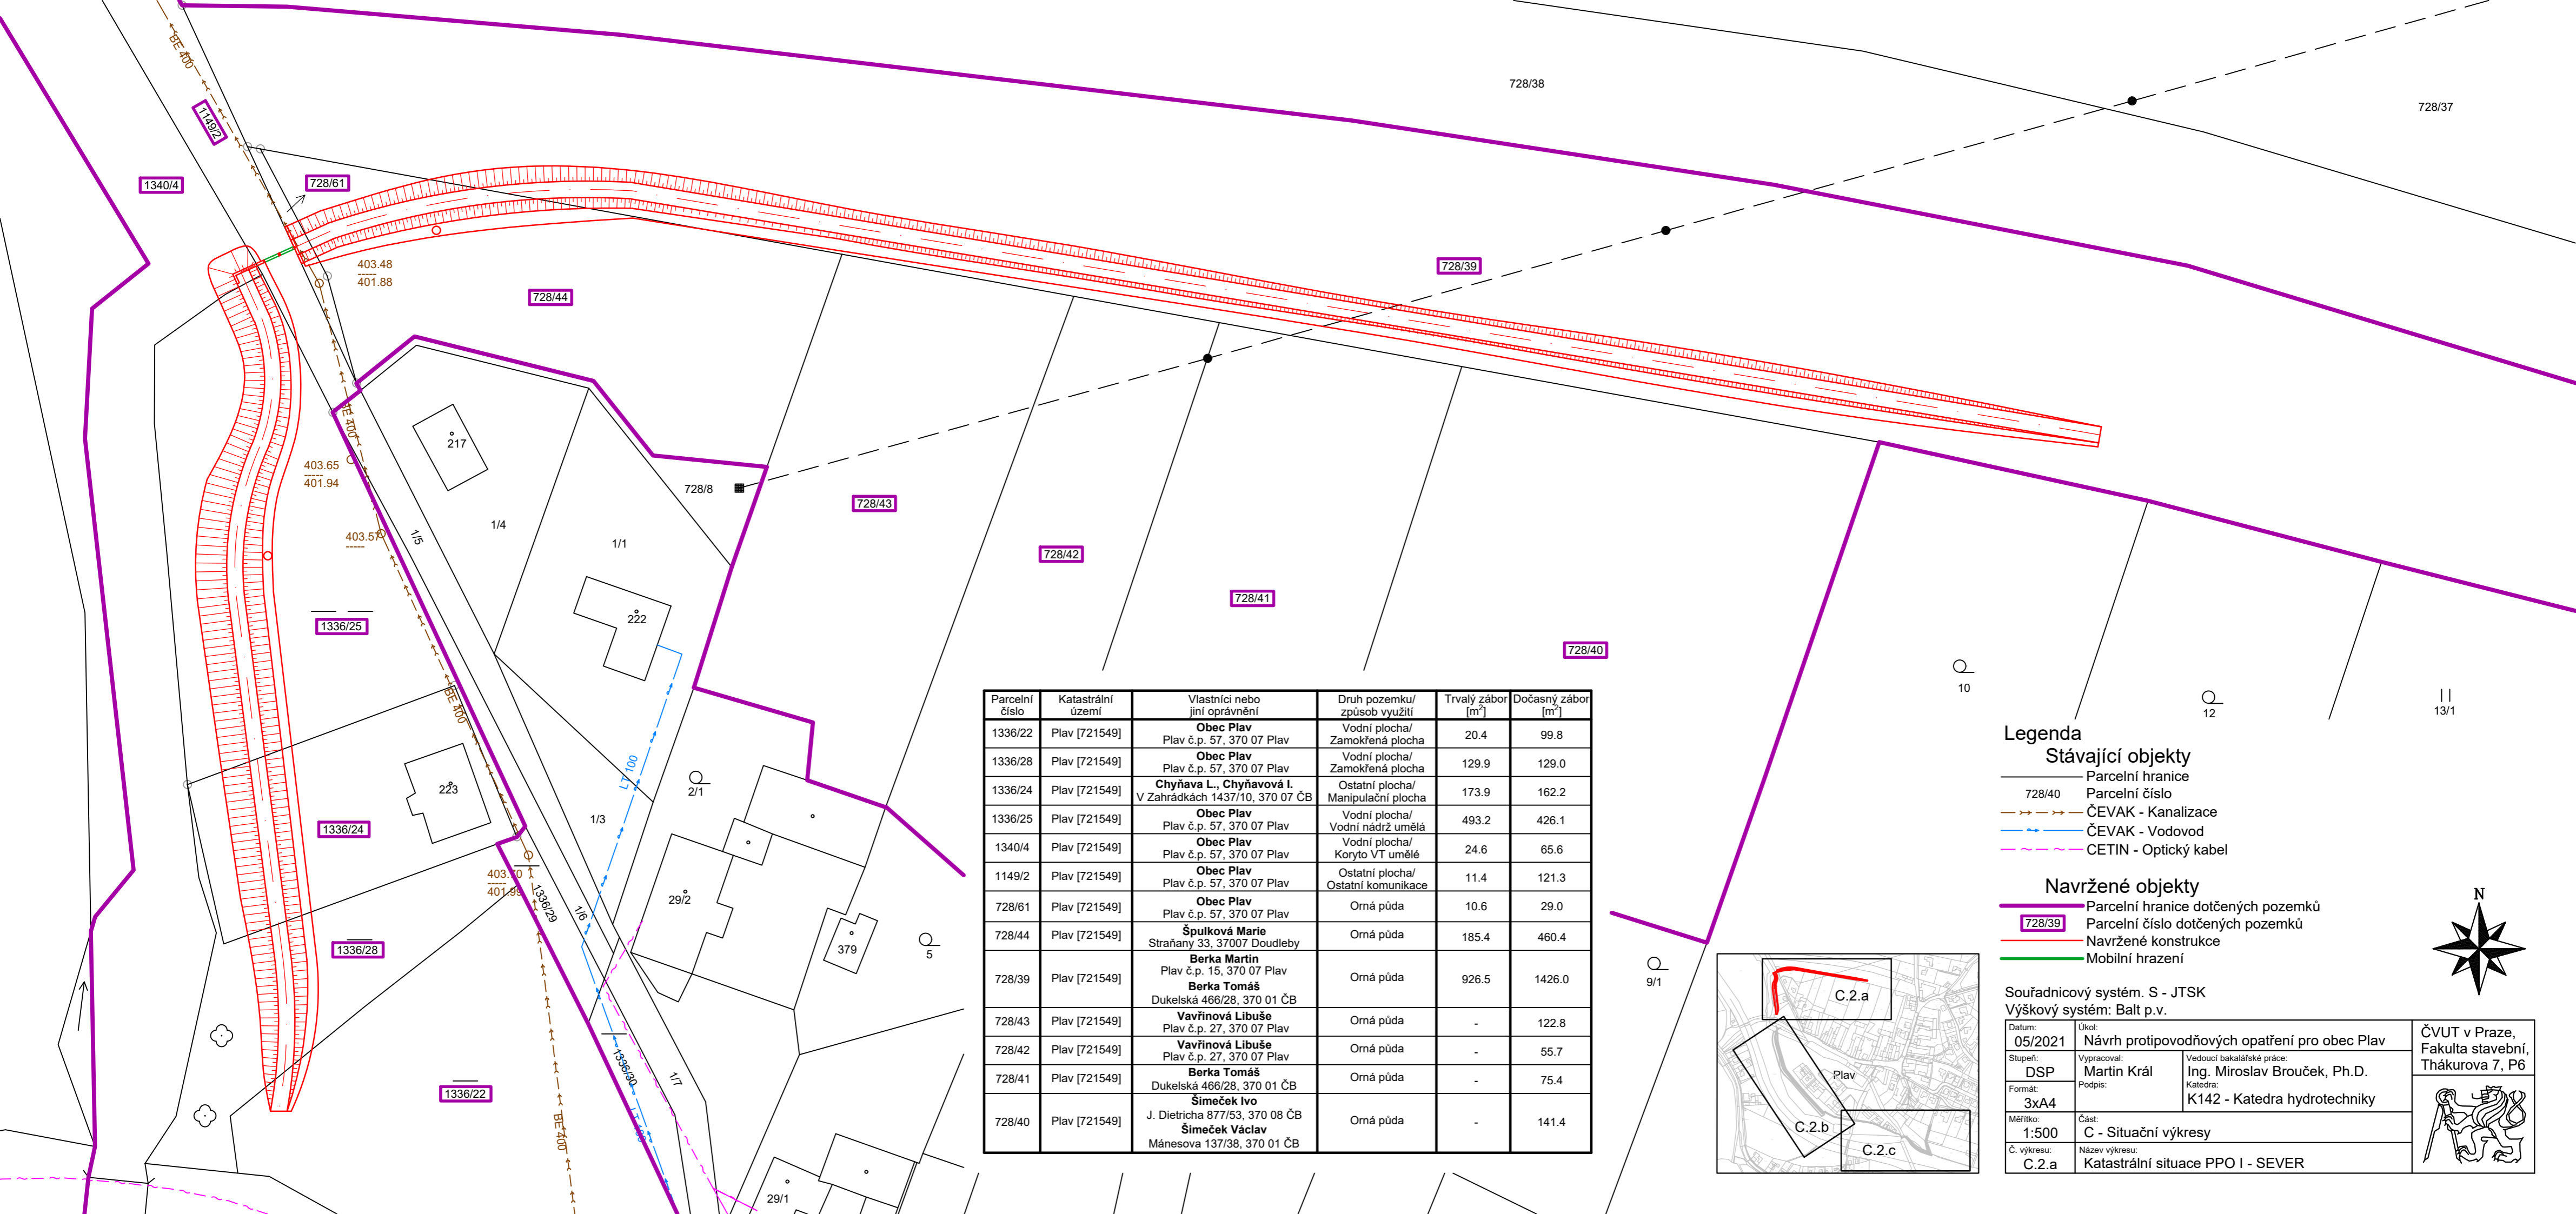 BE 400
1149/2
1340/4
728/61
728/38
728/37
728/39
403.48
401.88
728/44
BE 400
217
403.65
401.94
728/8
728/43
1/4
1/5
403.57
1/1
728/42
728/41
222
1336/25
728/40
BE 400
10
12
13/1
LT 100
223
2/1
1/3
1336/24
403.70
1336/29
1/6
29/2
379
5
1336/28
9/1
1336/30
1/7
1336/22
BE 400
29/1
Parcelní číslo | Katastrální území | Vlastníci nebo jiní oprávnění | Druh pozemku/ způsob využití | Trvalý zábor [m²] | Dočasný zábor [m²]
1336/22 | Plav [721549] | Obec Plav Plav č.p. 57, 370 07 Plav | Vodní plocha/ Zamokřená plocha | 20.4 | 99.8
1336/28 | Plav [721549] | Obec Plav Plav č.p. 57, 370 07 Plav | Vodní plocha/ Zamokřená plocha | 129.9 | 129.0
1336/24 | Plav [721549] | Chyňava L., Chyňavová I. V Zahrádkách 1437/10, 370 07 ČB | Ostatní plocha/ Manipulační plocha | 173.9 | 162.2
1336/25 | Plav [721549] | Obec Plav Plav č.p. 57, 370 07 Plav | Vodní plocha/ Vodní nádrž umělá | 493.2 | 426.1
1340/4 | Plav [721549] | Obec Plav Plav č.p. 57, 370 07 Plav | Vodní plocha/ Koryto VT umělé | 24.6 | 65.6
1149/2 | Plav [721549] | Obec Plav Plav č.p. 57, 370 07 Plav | Ostatní plocha/ Ostatní komunikace | 11.4 | 121.3
728/61 | Plav [721549] | Obec Plav Plav č.p. 57, 370 07 Plav | Orná půda | 10.6 | 29.0
728/44 | Plav [721549] | Špulková Marie Straňany 33, 37007 Doudleby | Orná půda | 185.4 | 460.4
728/39 | Plav [721549] | Berka Martin Plav č.p. 15, 370 07 Plav Berka Tomáš Dukelská 466/28, 370 01 ČB | Orná půda | 926.5 | 1426.0
728/43 | Plav [721549] | Vavřinová Libuše Plav č.p. 27, 370 07 Plav | Orná půda | - | 122.8
728/42 | Plav [721549] | Vavřinová Libuše Plav č.p. 27, 370 07 Plav | Orná půda | - | 55.7
728/41 | Plav [721549] | Berka Tomáš Dukelská 466/28, 370 01 ČB | Orná půda | - | 75.4
728/40 | Plav [721549] | Šimeček Ivo J. Dietricha 877/53, 370 08 ČB Šimeček Václav Mánesova 137/38, 370 01 ČB | Orná půda | - | 141.4
Legenda
Stávající objekty
Parcelní hranice
728/40 Parcelní číslo
ČEVAK - Kanalizace
ČEVAK - Vodovod
CETIN - Optický kabel
Navržené objekty
Parcelní hranice dotčených pozemků
728/39 Parcelní číslo dotčených pozemků
Navržené konstrukce
Mobilní hrazení
N
Souřadnicový systém. S - JTSK
Výškový systém: Balt p.v.
C.2.a
Plav
C.2.b
C.2.c
Datum:
05/2021
Úkol:
Návrh protipovodňových opatření pro obec Plav
Stupeň:
DSP
Vypracoval:
Martin Král
Podpis:
Vedoucí bakalářské práce:
Ing. Miroslav Brouček, Ph.D.
Katedra:
K142 - Katedra hydrotechniky
Formát:
3xA4
Měřítko:
1:500
Část:
C - Situační výkresy
Č. výkresu:
C.2.a
Název výkresu:
Katastrální situace PPO I - SEVER
ČVUT v Praze,
Fakulta stavební,
Thákurova 7, P6